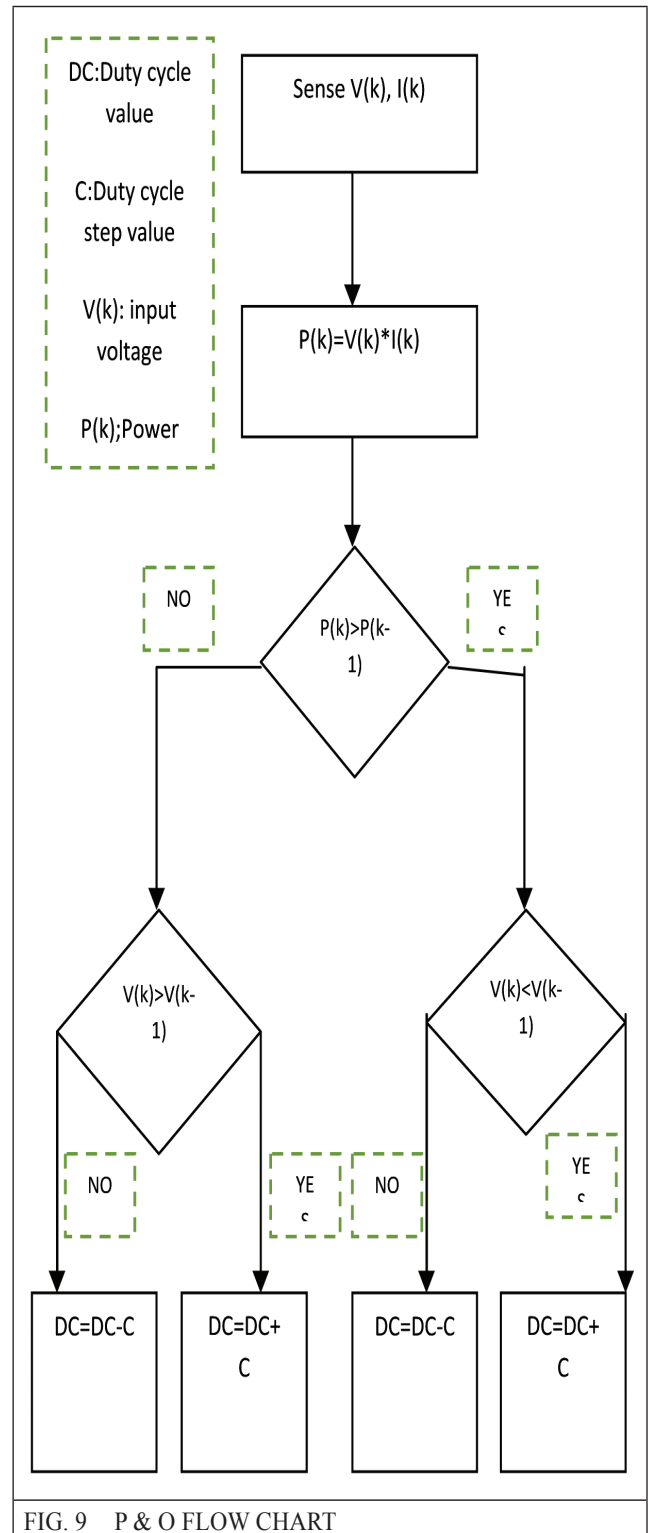 DC:Duty cycle
value
C:Duty cycle
step value
V(k): input
voltage
P(k);Power
Sense V(k), I(k)
P(k)=V(k)*I(k)
NO
P(k)>P(k-
1)
YE
V(k)>V(k-
1)
V(k)<V(k-
1)
NO
YE
NO
YE
DC=DC-C
DC=DC+
C
DC=DC-C
DC=DC+
C
FIG. 9 P & O FLOW CHART